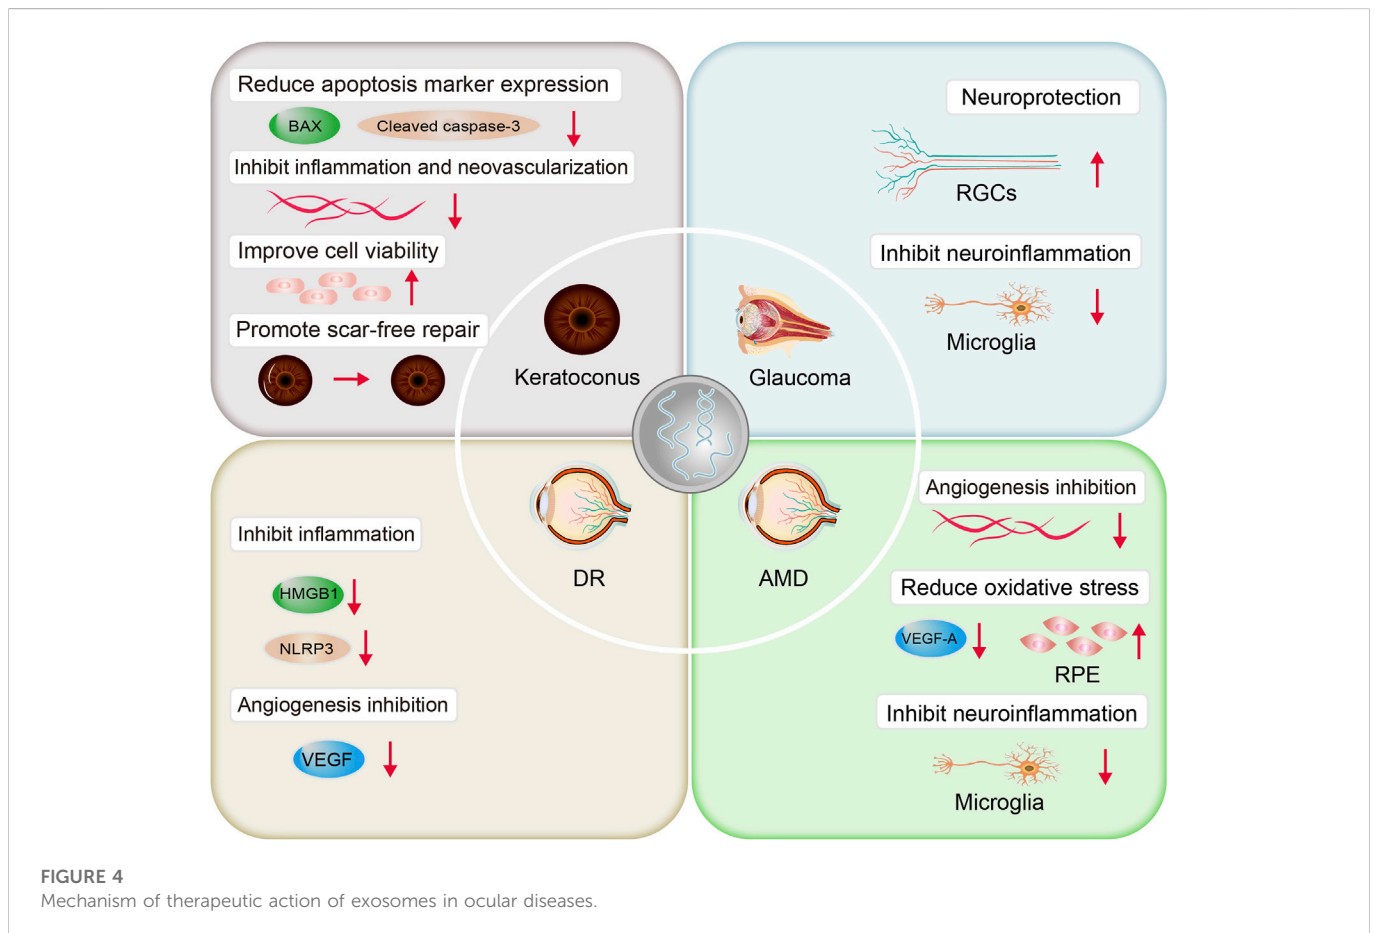 Reduce apoptosis marker expression
BAX
Cleaved caspase-3
Inhibit inflammation and neovascularization
Improve cell viability
Promote scar-free repair
Keratoconus
Neuroprotection
RGCs
Inhibit neuroinflammation
Microglia
Glaucoma
DR
Inhibit inflammation
HMGB1
NLRP3
Angiogenesis inhibition
VEGF
AMD
Angiogenesis inhibition
Reduce oxidative stress
VEGF-A
RPE
Inhibit neuroinflammation
Microglia
FIGURE 4
Mechanism of therapeutic action of exosomes in ocular diseases.